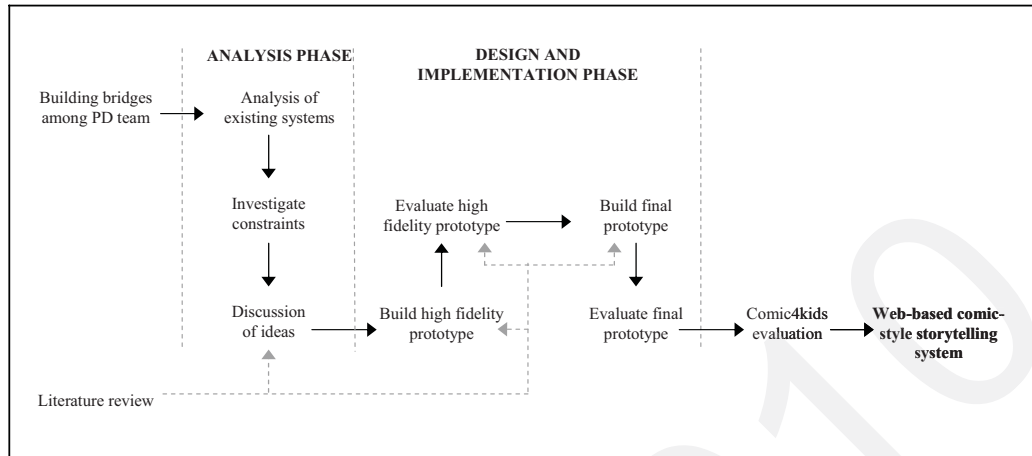 ANALYSIS PHASE
DESIGN AND
IMPLEMENTATION PHASE
Building bridges
among PD team
Analysis of
existing systems
Investigate
constraints
Evaluate high
fidelity prototype
Build final
prototype
Discussion
of ideas
Build high fidelity
prototype
Evaluate final
prototype
Comic4kids
evaluation
Web-based comic-
style storytelling
system
Literature review
10